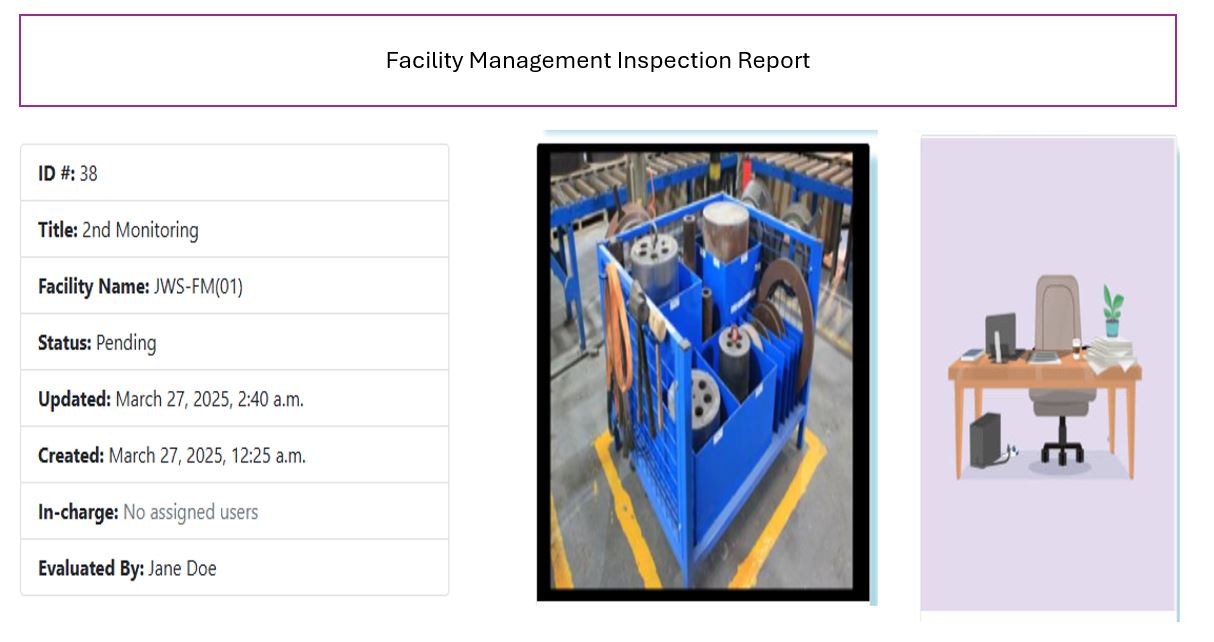 Facility Management Inspection Report
ID #: 38
Title: 2nd Monitoring
Facility Name: JWS-FM(01)
Status: Pending
Updated: March 27, 2025, 2:40 a.m.
Created: March 27, 2025, 12:25 a.m.
In-charge: No assigned users
Evaluated By: Jane Doe